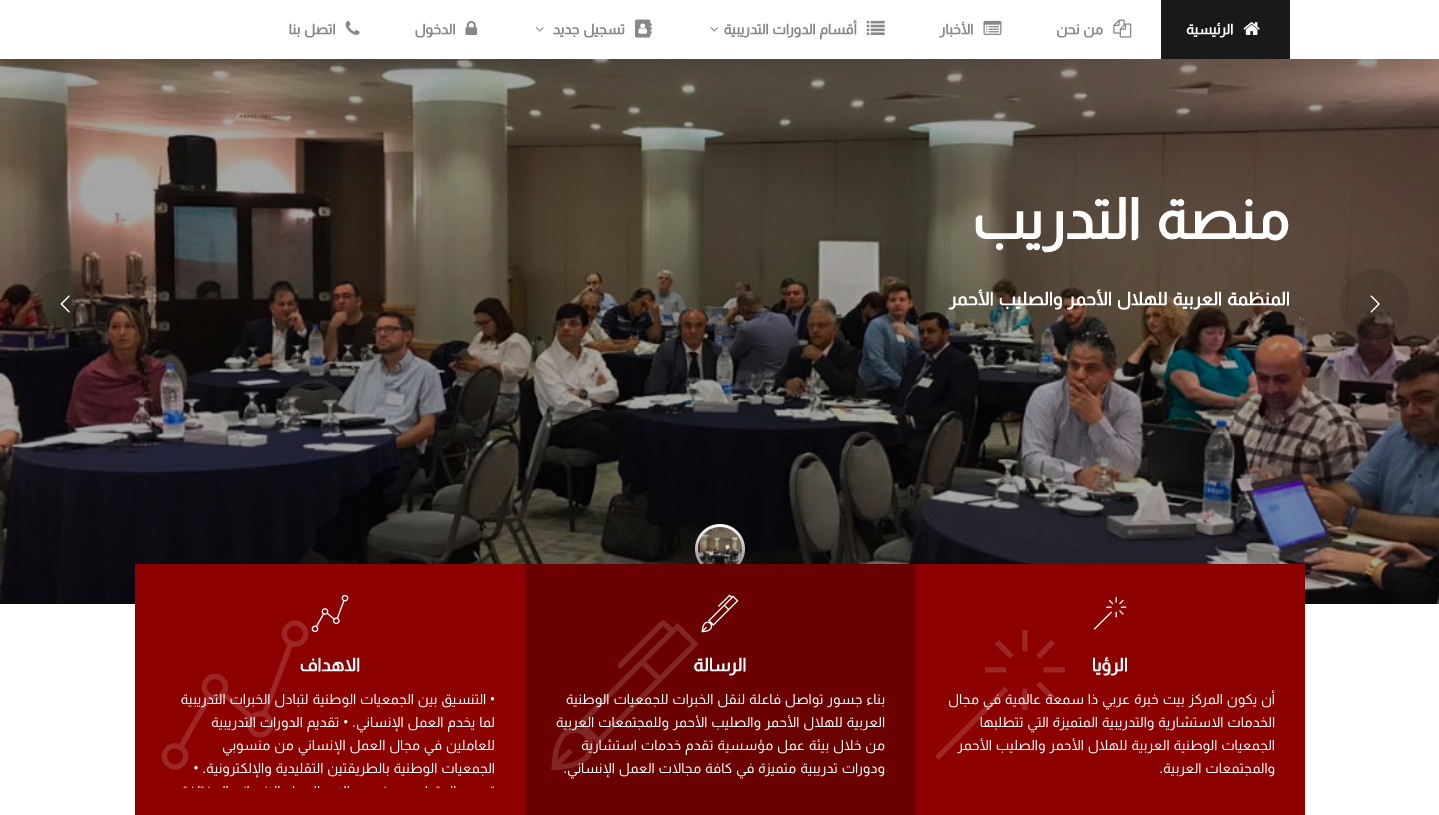 الرئيسية
من نحن
الأخبار
أقسام الدورات التدريبية
تسجيل جديد
الدخول
اتصل بنا
منصة التدريب
المنظمة العربية للهلال الأحمر والصليب الأحمر
الرؤيا
أن يكون المركز بيت خبرة عربي ذا سمعة عالمية في مجال
الخدمات الاستشارية والتدريبية المتميزة التي تتطلبها
الجمعيات الوطنية العربية للهلال الأحمر والصليب الأحمر
والمجتمعات العربية.
الرسالة
بناء جسور تواصل فاعلة لنقل الخبرات للجمعيات الوطنية
العربية للهلال الأحمر والصليب الأحمر وللمجتمعات العربية
من خلال بيئة عمل مؤسسية تقدم خدمات استشارية
ودورات تدريبية متميزة في كافة مجالات العمل الإنساني.
الاهداف
• التنسيق بين الجمعيات الوطنية لتبادل الخبرات التدريبية
لما يخدم العمل الإنساني. • تقديم الدورات التدريبية
للعاملين في مجال العمل الإنساني من منسوبي
الجمعيات الوطنية بالطريقتين التقليدية والإلكترونية. •